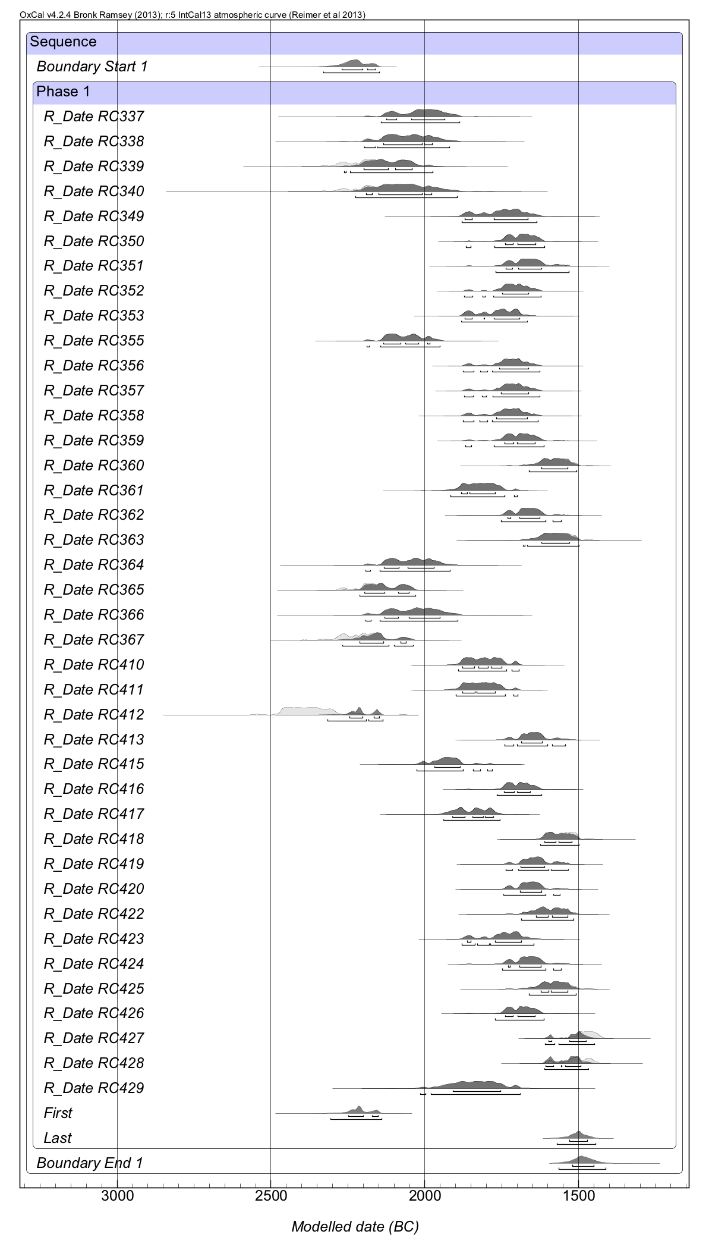 OxCal v4.2.4 Bronk Ramsey (2013); r:5 IntCal13 atmospheric curve (Reimer et al 2013)
Sequence
Boundary Start 1
Phase 1
R_Date RC337
R_Date RC338
R_Date RC339
R_Date RC340
R_Date RC349
R_Date RC350
R_Date RC351
R_Date RC352
R_Date RC353
R_Date RC355
R_Date RC356
R_Date RC357
R_Date RC358
R_Date RC359
R_Date RC360
R_Date RC361
R_Date RC362
R_Date RC363
R_Date RC364
R_Date RC365
R_Date RC366
R_Date RC367
R_Date RC410
R_Date RC411
R_Date RC412
R_Date RC413
R_Date RC415
R_Date RC416
R_Date RC417
R_Date RC418
R_Date RC419
R_Date RC420
R_Date RC422
R_Date RC423
R_Date RC424
R_Date RC425
R_Date RC426
R_Date RC427
R_Date RC428
R_Date RC429
First
Last
Boundary End 1
3000 2500 2000 1500
Modelled date (BC)